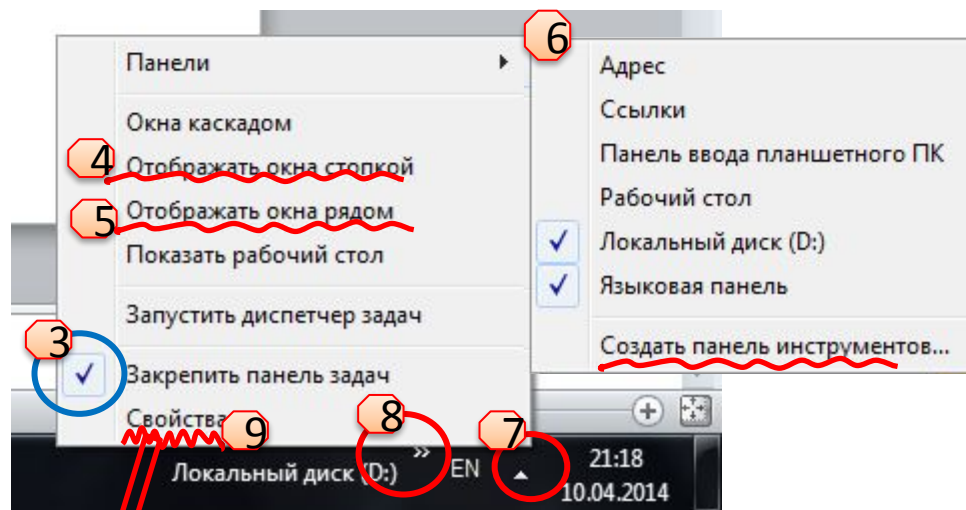 6
Панели
Адрес
Ссылки
Окна каскадом
Панель ввода планшетного ПК
4
Отображать окна стопкой
Рабочий стол
5
Отображать окна рядом
Локальный диск (D:)
Показать рабочий стол
Языковая панель
Запустить диспетчер задач
Создать панель инструментов...
3
Закрепить панель задач
Свойства
9
8
7
Локальный диск (D:)
»
EN
21:18
10.04.2014